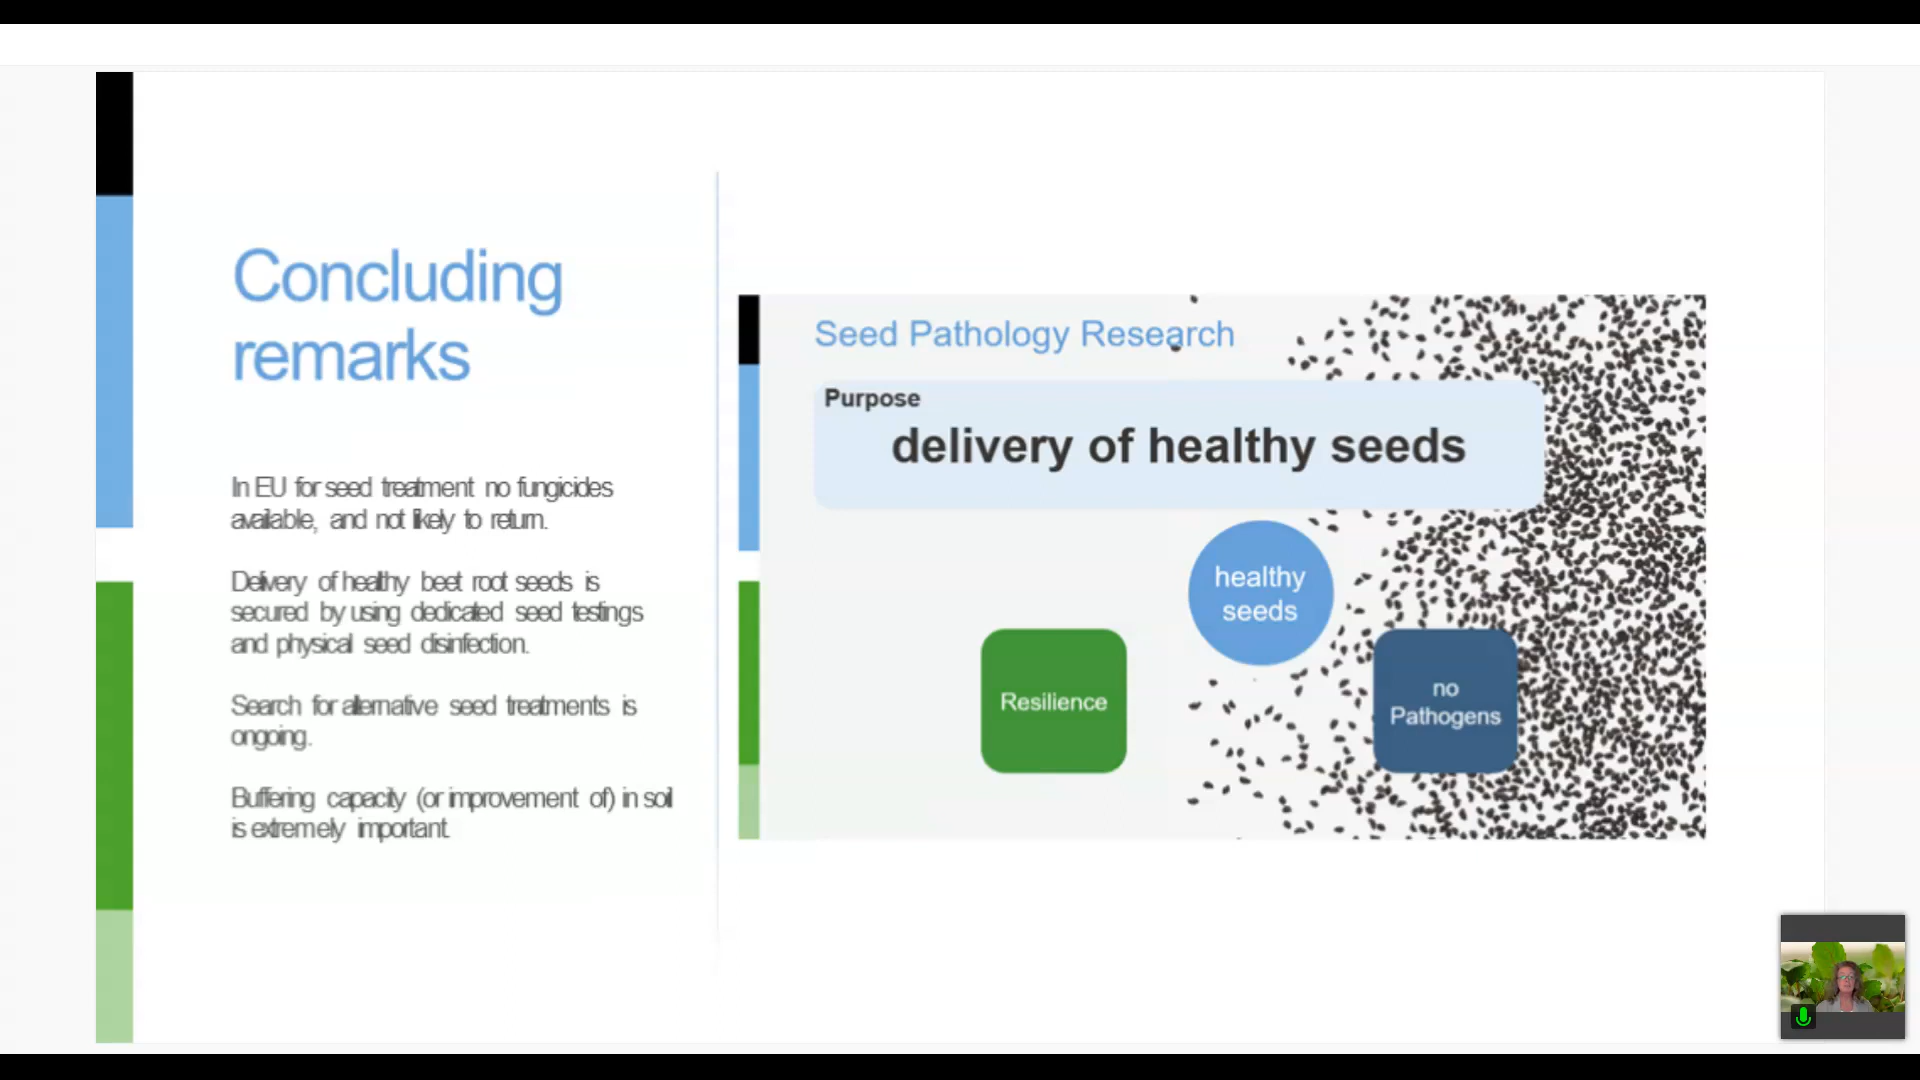 Concluding
remarks
In EU for seed treatment no fungicides
available, and not likely to return.
Delivery of healthy beet root seeds is
secured by using dedicated seed testings
and physical seed disinfection.
Search for alternative seed treatments is
ongoing.
Buffering capacity (or improvement of) in soil
is extremely important.
Seed Pathology Research
Purpose
delivery of healthy seeds
healthy
seeds
Resilience
no
Pathogens